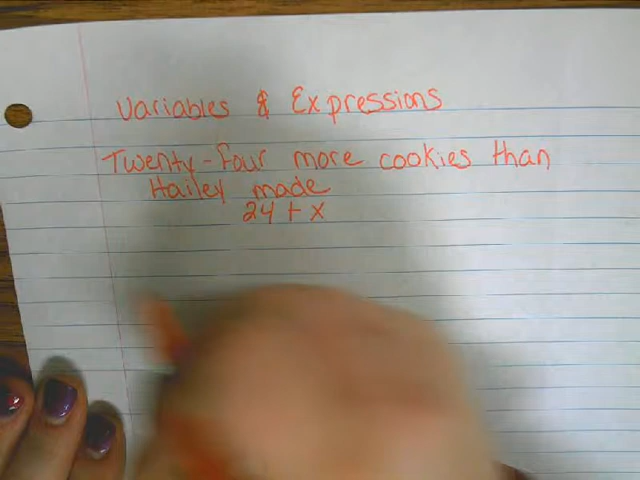 Variables & Expressions
Twenty-four more cookies than
Hailey made
24 + x